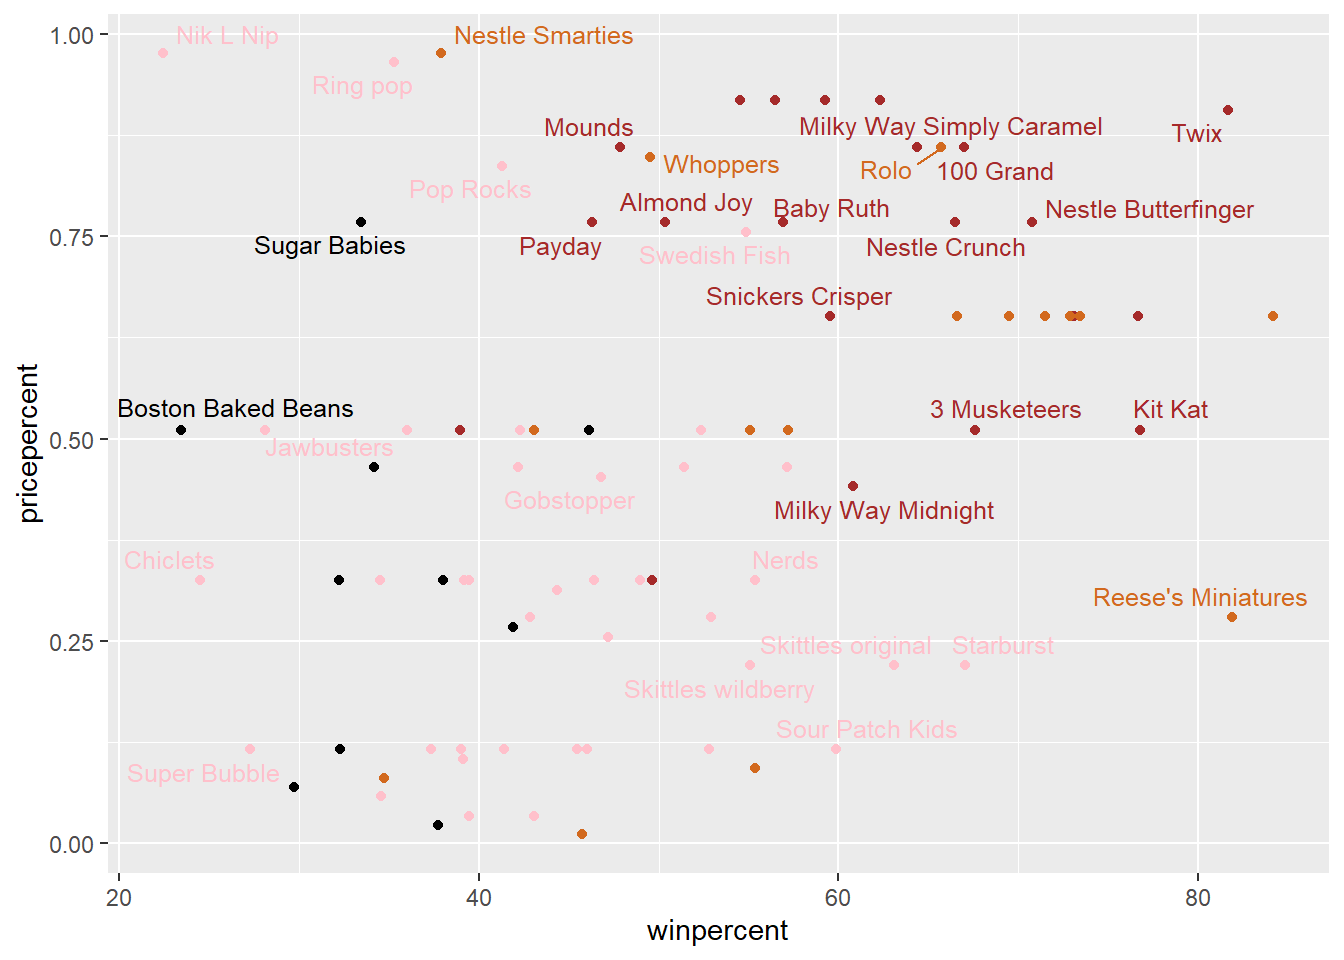 1.00
Nik L Nip
Nestle Smarties
Ring pop
Mounds
Milky Way Simply Caramel
Twix
Whoppers
Rolo
100 Grand
Pop Rocks
Almond Joy
Baby Ruth
Nestle Butterfinger
0.75
Sugar Babies
Payday
Swedish Fish
Nestle Crunch
Snickers Crisper
pricepercent
Boston Baked Beans
3 Musketeers
Kit Kat
0.50
Jawbusters
Gobstopper
Milky Way Midnight
Chiclets
Nerds
Reese's Miniatures
0.25
Skittles original
Starburst
Skittles wildberry
Sour Patch Kids
Super Bubble
0.00
20
40
60
80
winpercent